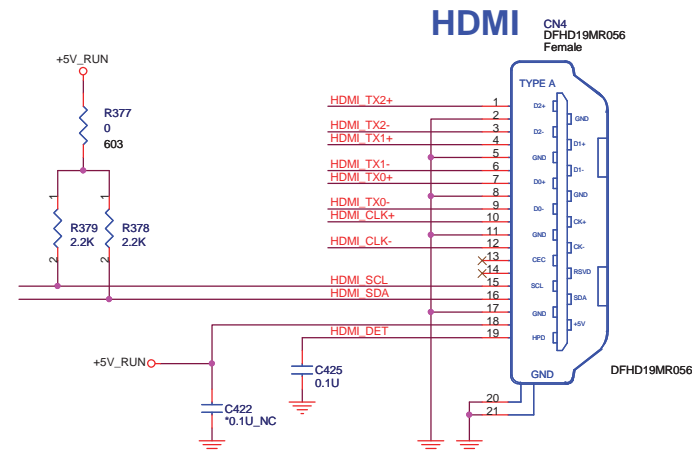 HDMI
CN4
DFHD19MR056
Female
+5V_RUN
R377
0
603
1
1
R379
2.2K
R378
2.2K
2
2
TYPE A
HDMI_TX2+
1
D2+
2
GND
HDMI_TX2-
3
D2-
HDMI_TX1+
4
D1+
5
GND
HDMI_TX1-
6
D1-
HDMI_TX0+
7
D0+
8
GND
HDMI_TX0-
9
D0-
HDMI_CLK+
10
CK+
11
GND
HDMI_CLK-
12
CK-
13
CEC
14
RSVD
HDMI_SCL
15
SCL
HDMI_SDA
16
SDA
17
GND
18
+5V
HDMI_DET
19
HPD
+5V_RUN
C425
0.1U
C422
*0.1U_NC
GND
DFHD19MR056
20
21